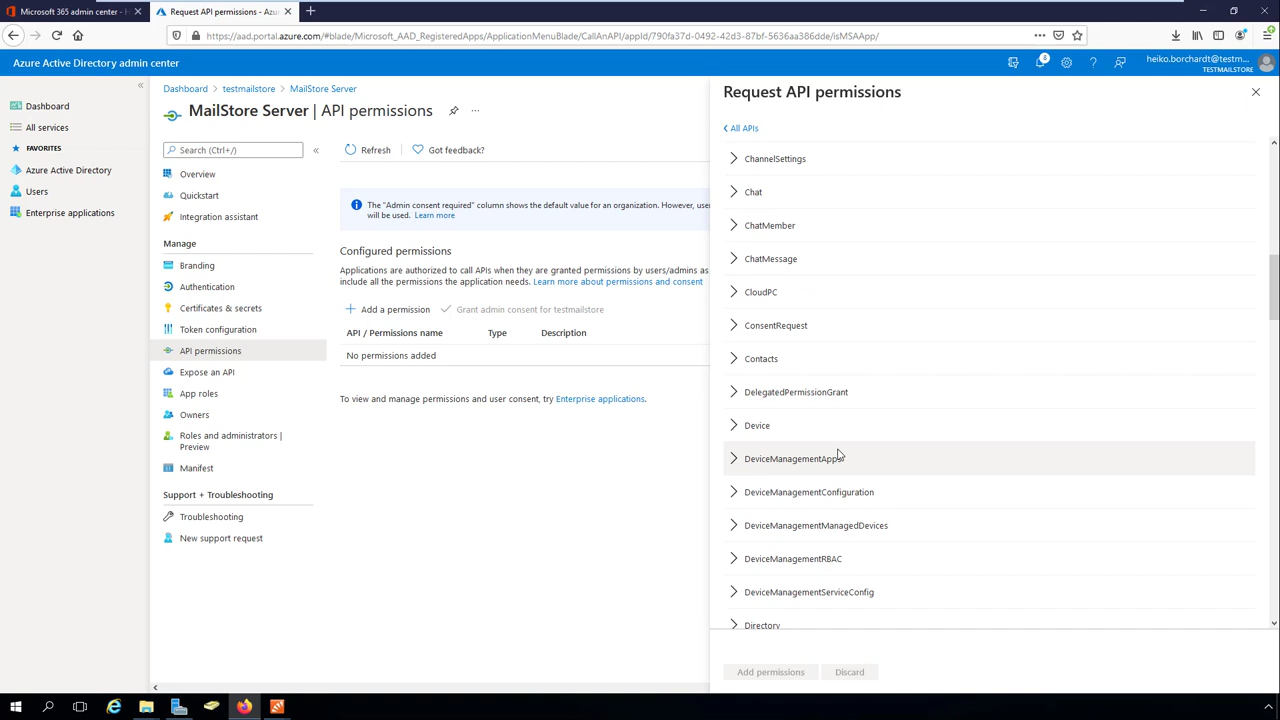 Microsoft 365 admin center - H
Request API permissions - Azu
https://aad.portal.azure.com/#blade/Microsoft_AAD_RegisteredApps/ApplicationMenuBlade/CallAnAPI/appId/790fa37d-0492-42d3-87bf-5636aa386dde/isMSAApp/
Azure Active Directory admin center
8
heiko.borchardt@testm...
TESTMAILSTORE
Dashboard
All services
FAVORITES
Azure Active Directory
Users
Enterprise applications
Dashboard > testmailstore > MailStore Server
MailStore Server | API permissions
Search (Ctrl+/)
Overview
Quickstart
Integration assistant
Manage
Branding
Authentication
Certificates & secrets
Token configuration
API permissions
Expose an API
App roles
Owners
Roles and administrators |
Preview
Manifest
Support + Troubleshooting
Troubleshooting
New support request
Refresh
Got feedback?
The "Admin consent required" column shows the default value for an organization. However, use
will be used. Learn more
Configured permissions
Applications are authorized to call APIs when they are granted permissions by users/admins as
include all the permissions the application needs. Learn more about permissions and consent
Add a permission
Grant admin consent for testmailstore
API / Permissions name Type Description
No permissions added
To view and manage permissions and user consent, try Enterprise applications.
Request API permissions
All APIs
ChannelSettings
Chat
ChatMember
ChatMessage
CloudPC
ConsentRequest
Contacts
DelegatedPermissionGrant
Device
DeviceManagementApps
DeviceManagementConfiguration
DeviceManagementManagedDevices
DeviceManagementRBAC
DeviceManagementServiceConfig
Directory
Add permissions
Discard